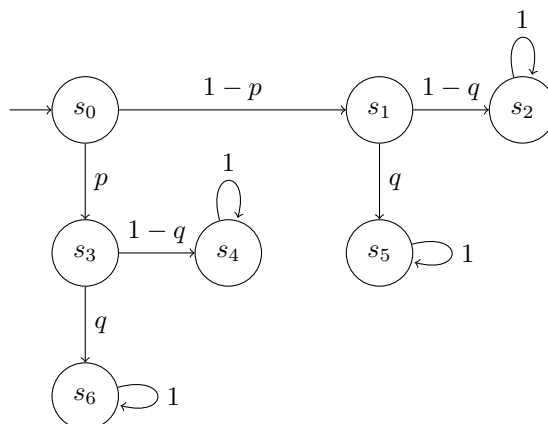 1
s₀ 1 − p s₁ 1 − q s₂
p 1 q
s₃ 1 − q s₄ s₅ 1
q
s₆ 1